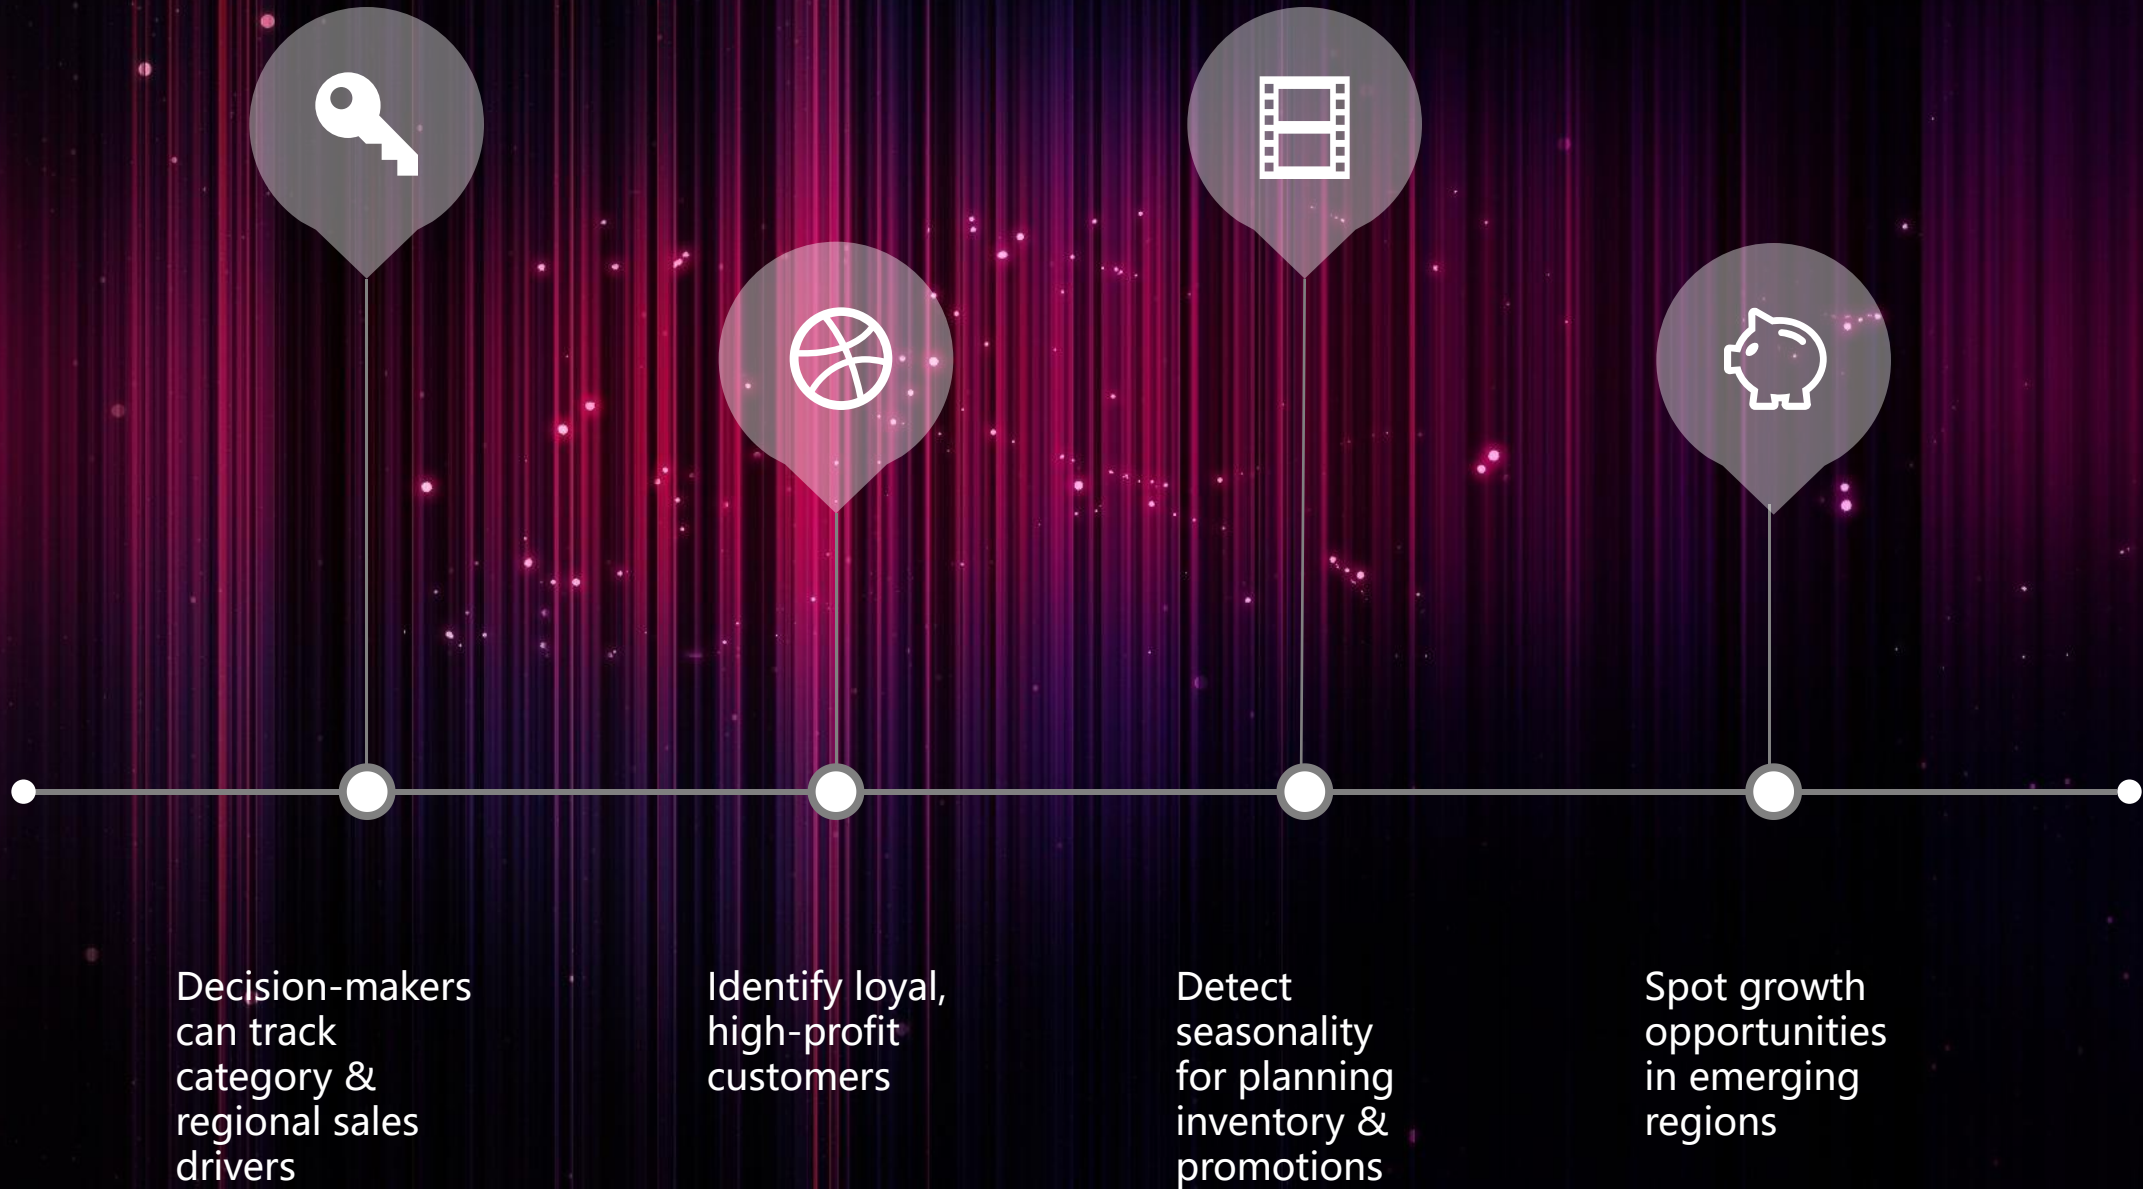 Decision-makers
can track
category &
regional sales
drivers
Identify loyal,
high-profit
customers
Detect
seasonality
for planning
inventory &
promotions
Spot growth
opportunities
in emerging
regions